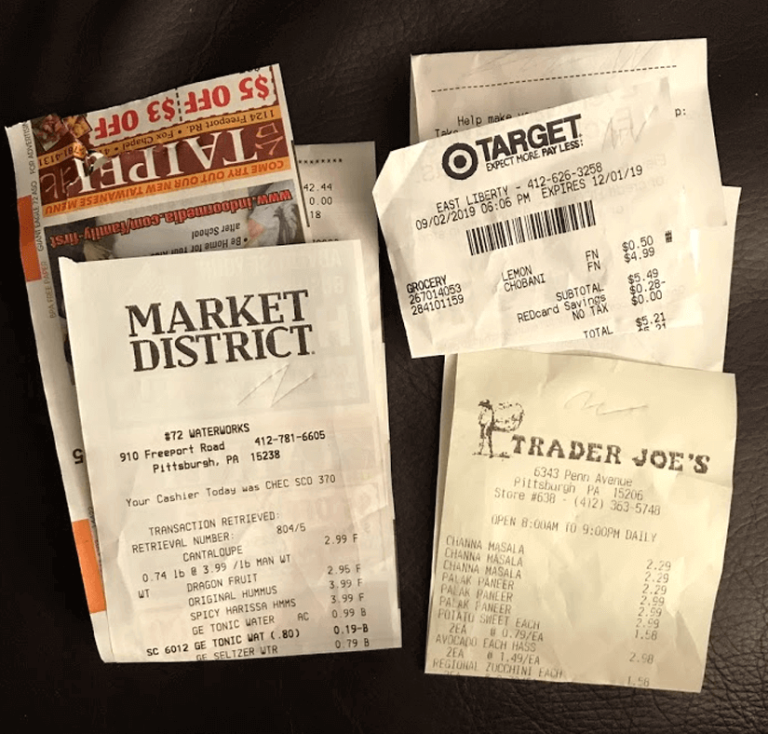 $5 OFF $3 OFF
1124 Freeport Rd. • Fox Chapel
TAIPEI
COME TRY OUT OUR NEW TAIWANESE MENU
www.indoormedia.com/family-first
• Be Home for
after School
42.44
0.00
18
MARKET
DISTRICT
#72 WATERWORKS
910 Freeport Road 412-781-6605
Pittsburgh, PA 15238
Your Cashier Today was CHEC SCO 370
TRANSACTION RETRIEVED:
RETRIEVAL NUMBER: 804/5
CANTALOUPE 2.99 F
0.74 lb @ 3.99 /lb MAN WT
WT DRAGON FRUIT 2.95 F
ORIGINAL HUMMUS 3.99 F
SPICY HARISSA HMMS 3.99 F
GE TONIC WATER AC 0.99 B
SC 6012 GE TONIC WAT (.80) 0.19-B
GE SELTZER WTR 0.79 B
Help make
TARGET
EXPECT MORE. PAY LESS.
EAST LIBERTY - 412-626-3258
09/02/2019 06:06 PM EXPIRES 12/01/19
GROCERY
267014053 LEMON FN $0.50
284101159 CHOBANI FN $4.99
SUBTOTAL $5.49
REDcard Savings $0.28-
NO TAX $0.00
TOTAL $5.21
TRADER JOE'S
6343 Penn Avenue
Pittsburgh PA 15206
Store #638 - (412) 363-5748
OPEN 8:00AM TO 9:00PM DAILY
CHANNA MASALA 2.29
CHANNA MASALA 2.29
CHANNA MASALA 2.29
PALAK PANEER 2.59
PALAK PANEER 2.59
PALAK PANEER 2.59
POTATO SWEET EACH 1.58
2EA @ 0.79/EA
AVOCADO EACH HASS 2.98
2EA @ 1.49/EA
REGIONAL ZUCCHINI EACH 1.58